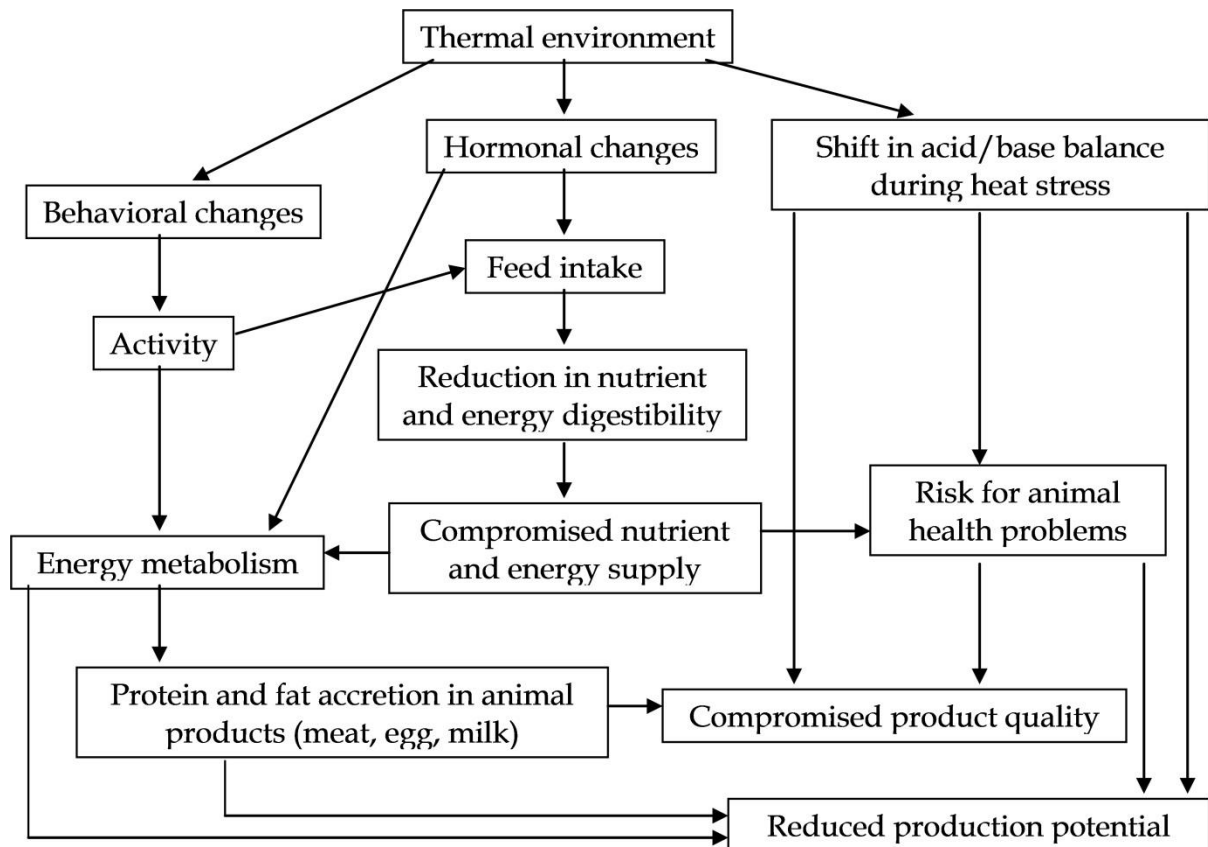 Thermal environment
Hormonal changes
Shift in acid/base balance
during heat stress
Behavioral changes
Feed intake
Activity
Reduction in nutrient
and energy digestibility
Risk for animal
health problems
Compromised nutrient
and energy supply
Energy metabolism
Protein and fat accretion in animal
products (meat, egg, milk)
Compromised product quality
Reduced production potential